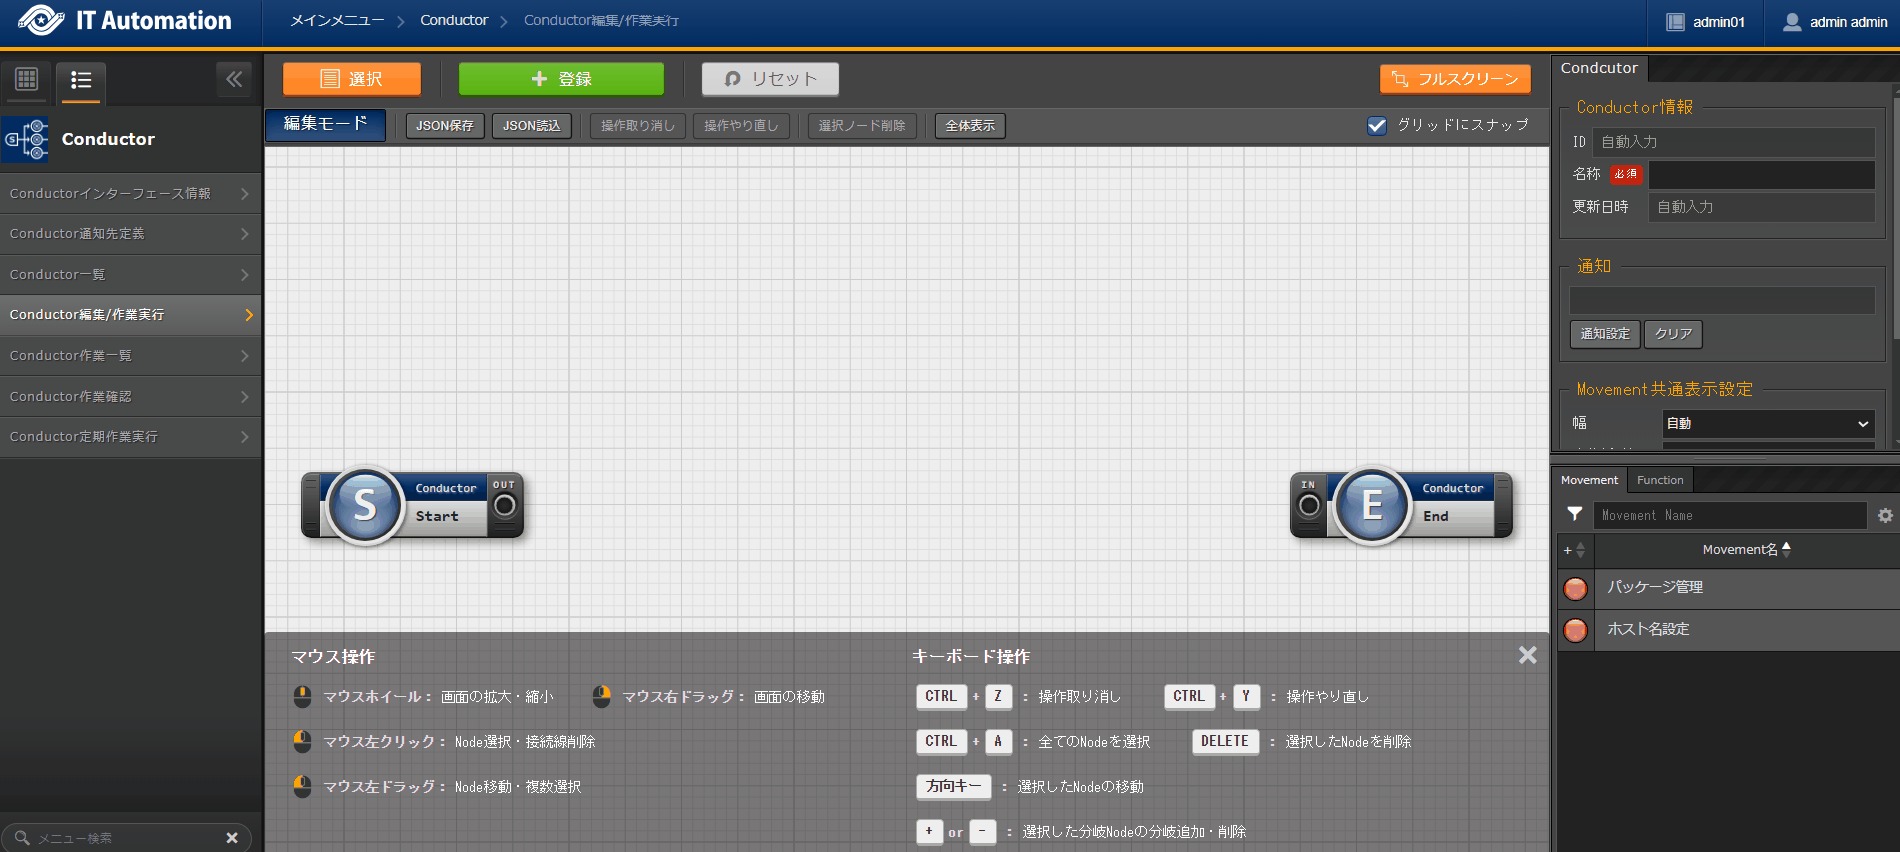 IT Automation
メインメニュー
Conductor
Conductor編集/作業実行
admin01
admin admin
Conductor
Conductorインターフェース情報
Conductor通知先定義
Conductor一覧
Conductor編集/作業実行
Conductor作業一覧
Conductor作業確認
Conductor定期作業実行
メニュー検索
選択
登録
リセット
フルスクリーン
編集モード
JSON保存
JSON読込
操作取り消し
操作やり直し
選択ノード削除
全体表示
グリッドにスナップ
S
Conductor
Start
OUT
IN
E
Conductor
End
マウス操作
マウスホイール： 画面の拡大・縮小
マウス右ドラッグ： 画面の移動
マウス左クリック： Node選択・接続線削除
マウス左ドラッグ： Node移動・複数選択
キーボード操作
CTRL + Z ： 操作取り消し
CTRL + Y ： 操作やり直し
CTRL + A ： 全てのNodeを選択
DELETE ： 選択したNodeを削除
方向キー ： 選択したNodeの移動
+ or - ： 選択した分岐Nodeの分岐追加・削除
Condcutor
Conductor情報
ID 自動入力
名称 必須
更新日時 自動入力
通知
通知設定
クリア
Movement共通表示設定
幅 自動
Movement
Function
Movement Name
Movement名
パッケージ管理
ホスト名設定